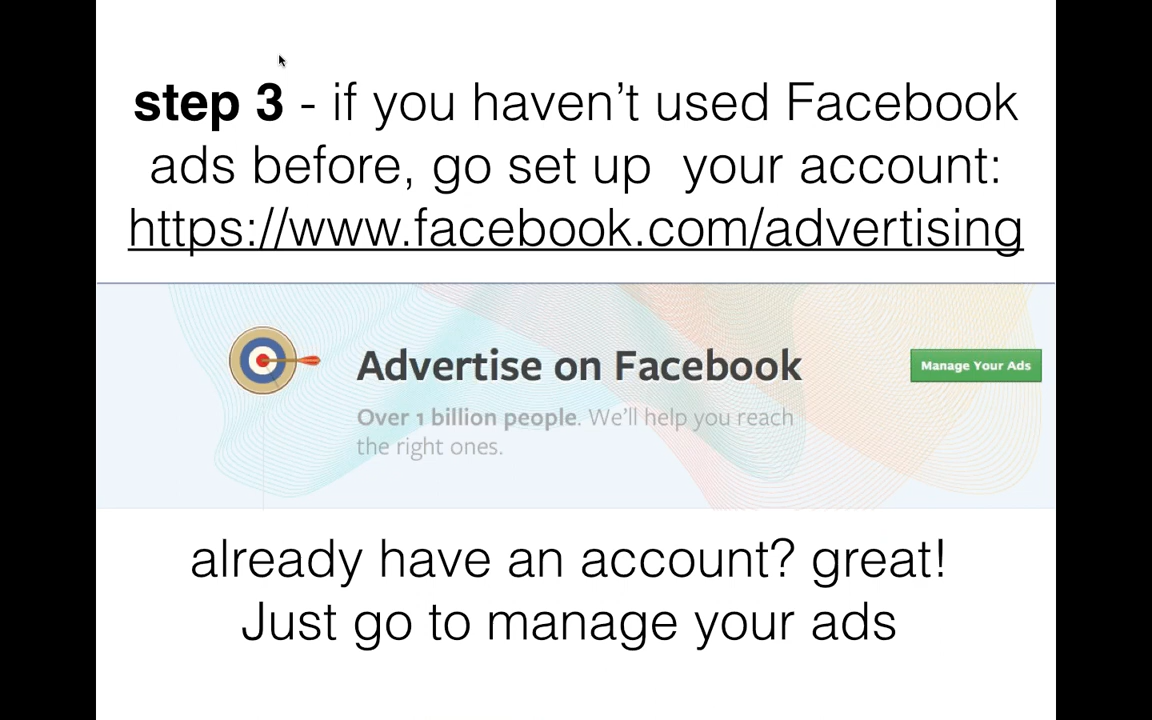 step 3 - if you haven’t used Facebook
ads before, go set up  your account:
https://www.facebook.com/advertising
Advertise on Facebook
Manage Your Ads
Over 1 billion people. We’ll help you reach
the right ones.
already have an account? great!
Just go to manage your ads